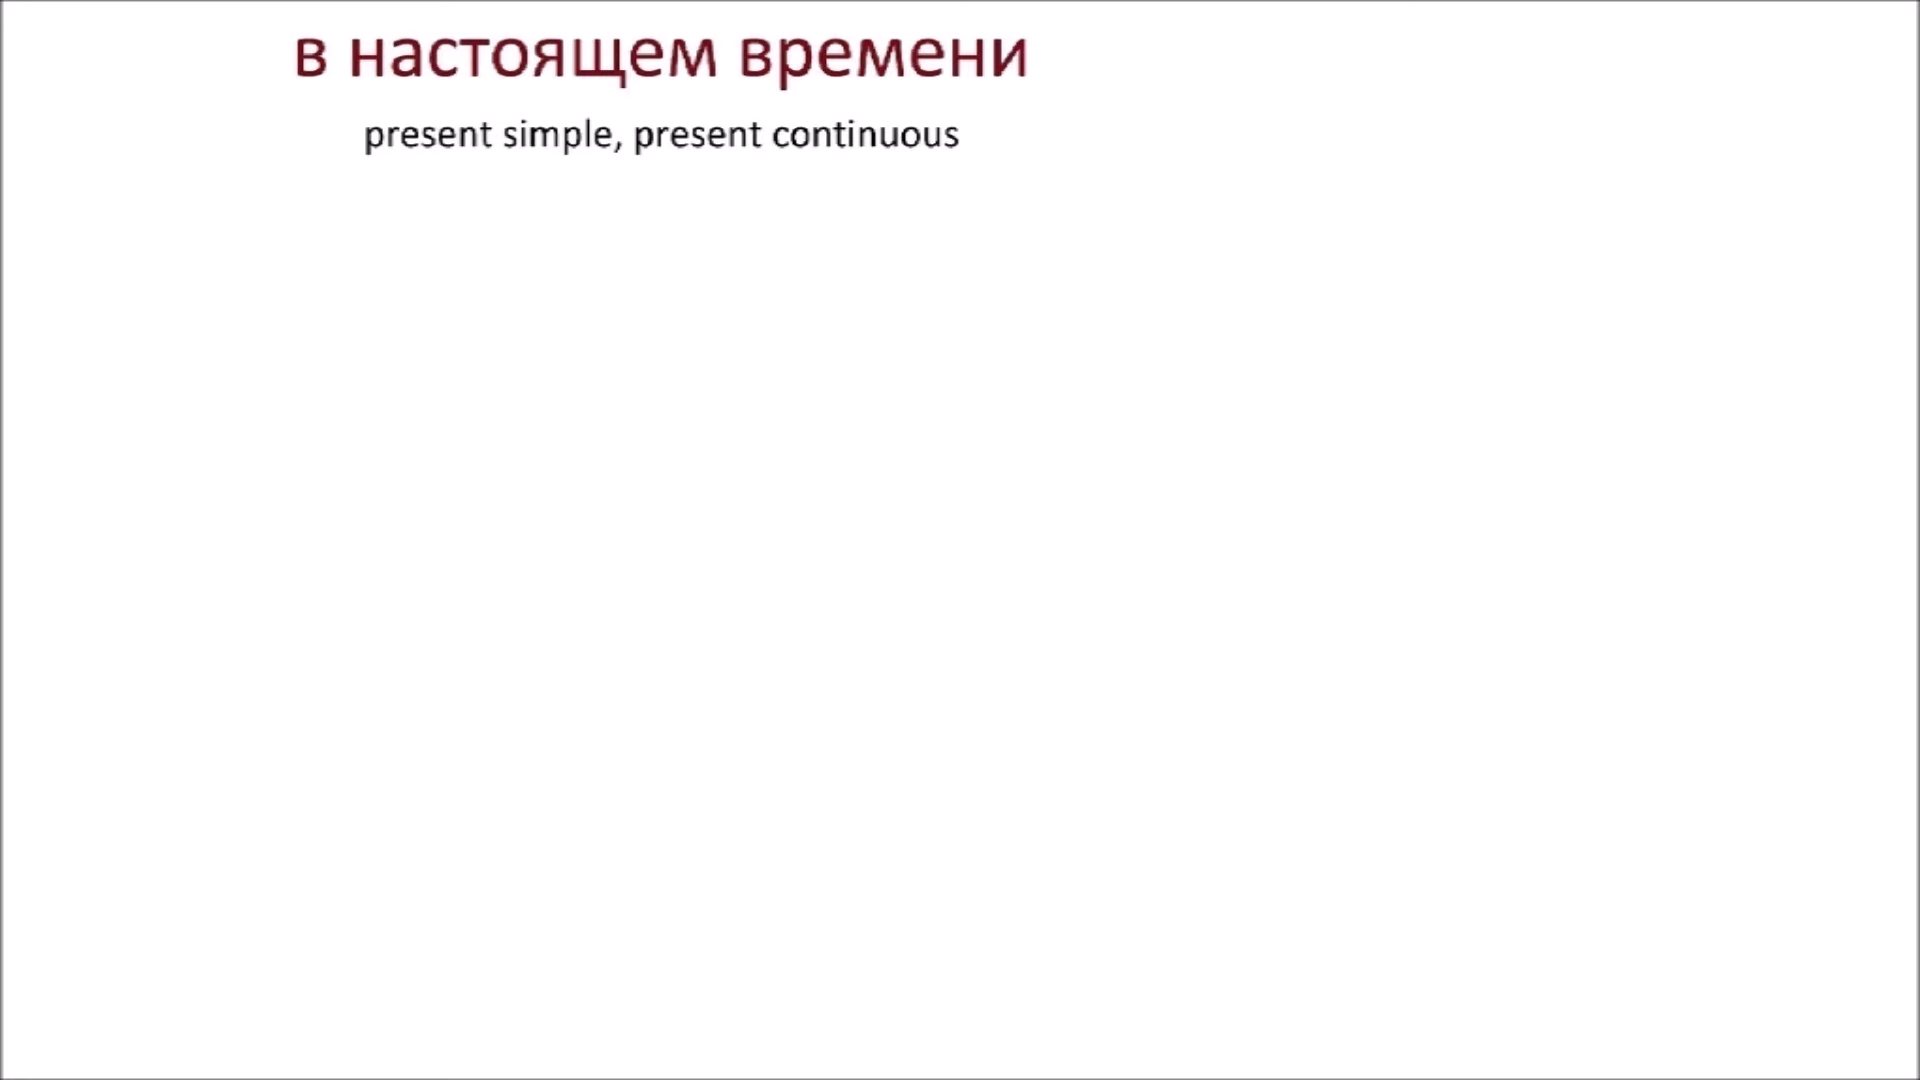 в настоящем времени
present simple, present continuous